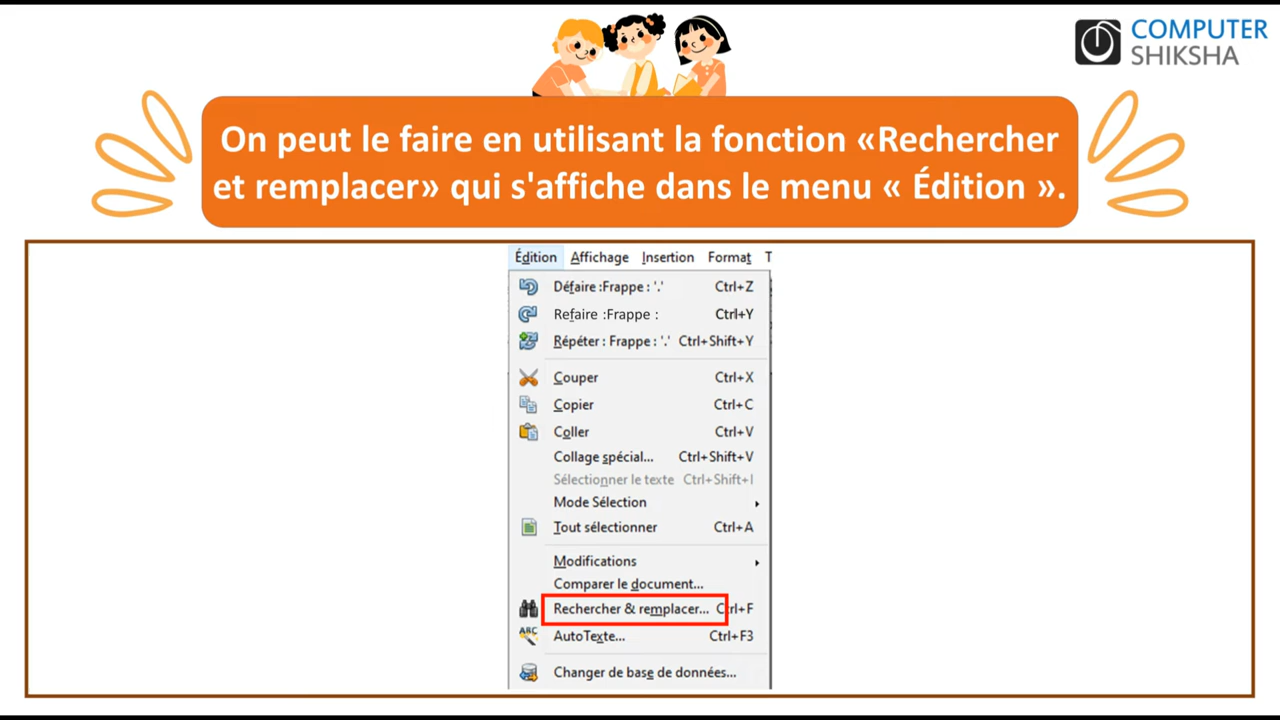 COMPUTER
SHIKSHA
On peut le faire en utilisant la fonction «Rechercher
et remplacer» qui s'affiche dans le menu « Édition ».
Édition Affichage Insertion Format T
Défaire :Frappe : '.' Ctrl+Z
Refaire :Frappe : Ctrl+Y
Répéter : Frappe : '.' Ctrl+Shift+Y
Couper Ctrl+X
Copier Ctrl+C
Coller Ctrl+V
Collage spécial... Ctrl+Shift+V
Sélectionner le texte Ctrl+Shift+I
Mode Sélection
Tout sélectionner Ctrl+A
Modifications
Comparer le document...
Rechercher & remplacer... Ctrl+F
ABC
AutoTexte... Ctrl+F3
Changer de base de données...